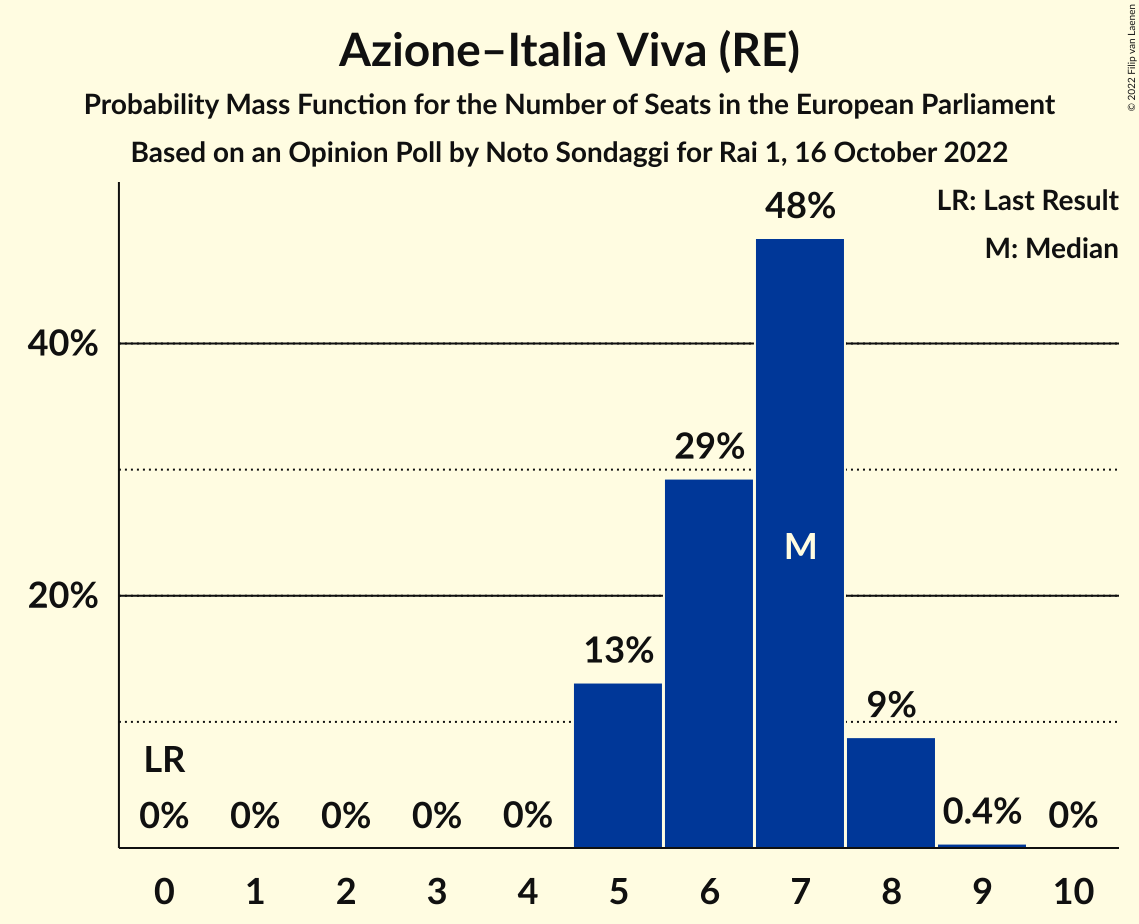 Azione–Italia Viva (RE)
Probability Mass Function for the Number of Seats in the European Parliament
Based on an Opinion Poll by Noto Sondaggi for Rai 1, 16 October 2022
© 2022 Filip van Laenen
LR: Last Result
M: Median
48%
40%
29%
M
20%
13%
9%
LR
0% 0% 0% 0% 0% 0.4% 0%
0 1 2 3 4 5 6 7 8 9 10